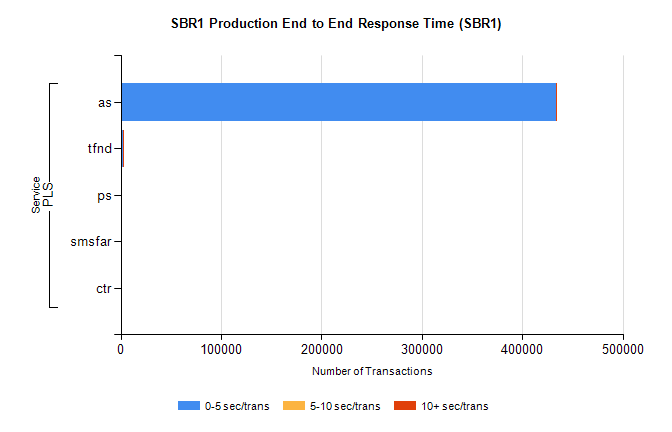 SBR1 Production End to End Response Time (SBR1)
Service
PLS
as
tfnd
ps
smsfar
ctr
0 100000 200000 300000 400000 500000
Number of Transactions
0-5 sec/trans 5-10 sec/trans 10+ sec/trans